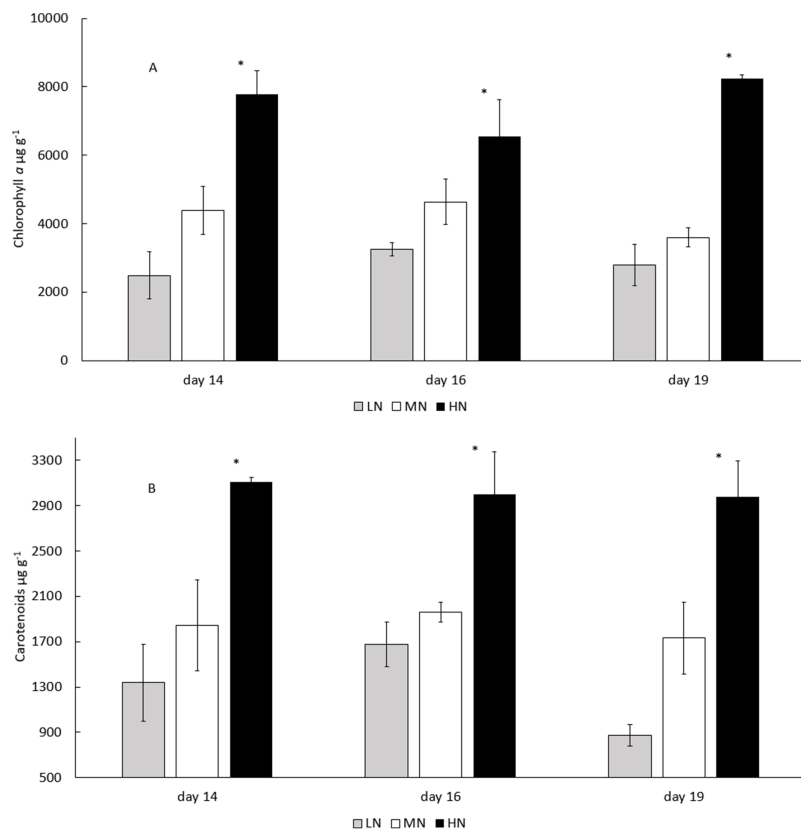 10000
A
*
*
*
8000
6000
4000
2000
0
Chlorophyll a µg g-1
day 14 day 16 day 19
LN MN HN
3300
B
*
*
*
2900
2500
2100
1700
1300
900
500
Carotenoids µg g-1
day 14 day 16 day 19
LN MN HN